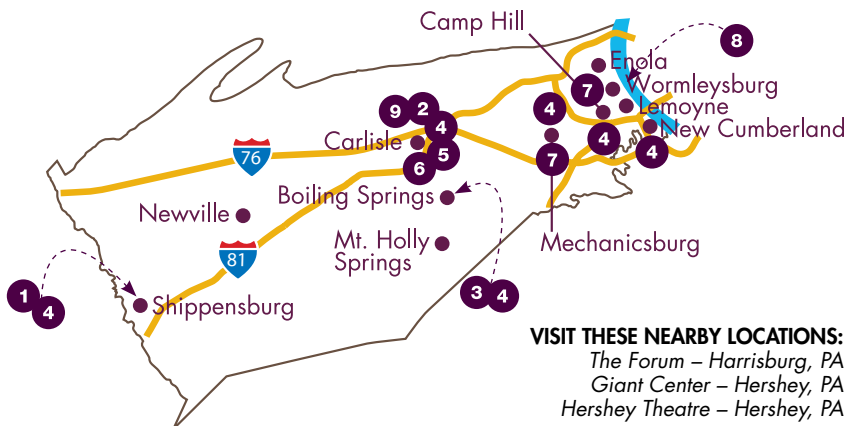 Camp Hill
8
Enola
7
Wormleysburg
9 2
4
Lemoyne
4
New Cumberland
Carlisle
76
5
4
4
6
7
Boiling Springs
Newville
Mt. Holly
Springs
Mechanicsburg
81
1
4
Shippensburg
3 4
VISIT THESE NEARBY LOCATIONS:
The Forum – Harrisburg, PA
Giant Center – Hershey, PA
Hershey Theatre – Hershey, PA